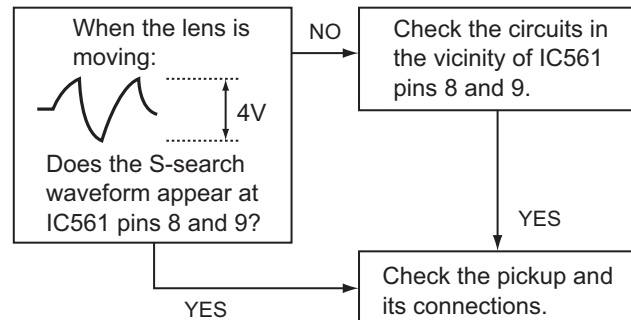 When the lens is
moving:
4V
Does the S-search
waveform appear at
IC561 pins 8 and 9?
NO
Check the circuits in
the vicinity of IC561
pins 8 and 9.
YES
YES
Check the pickup and
its connections.